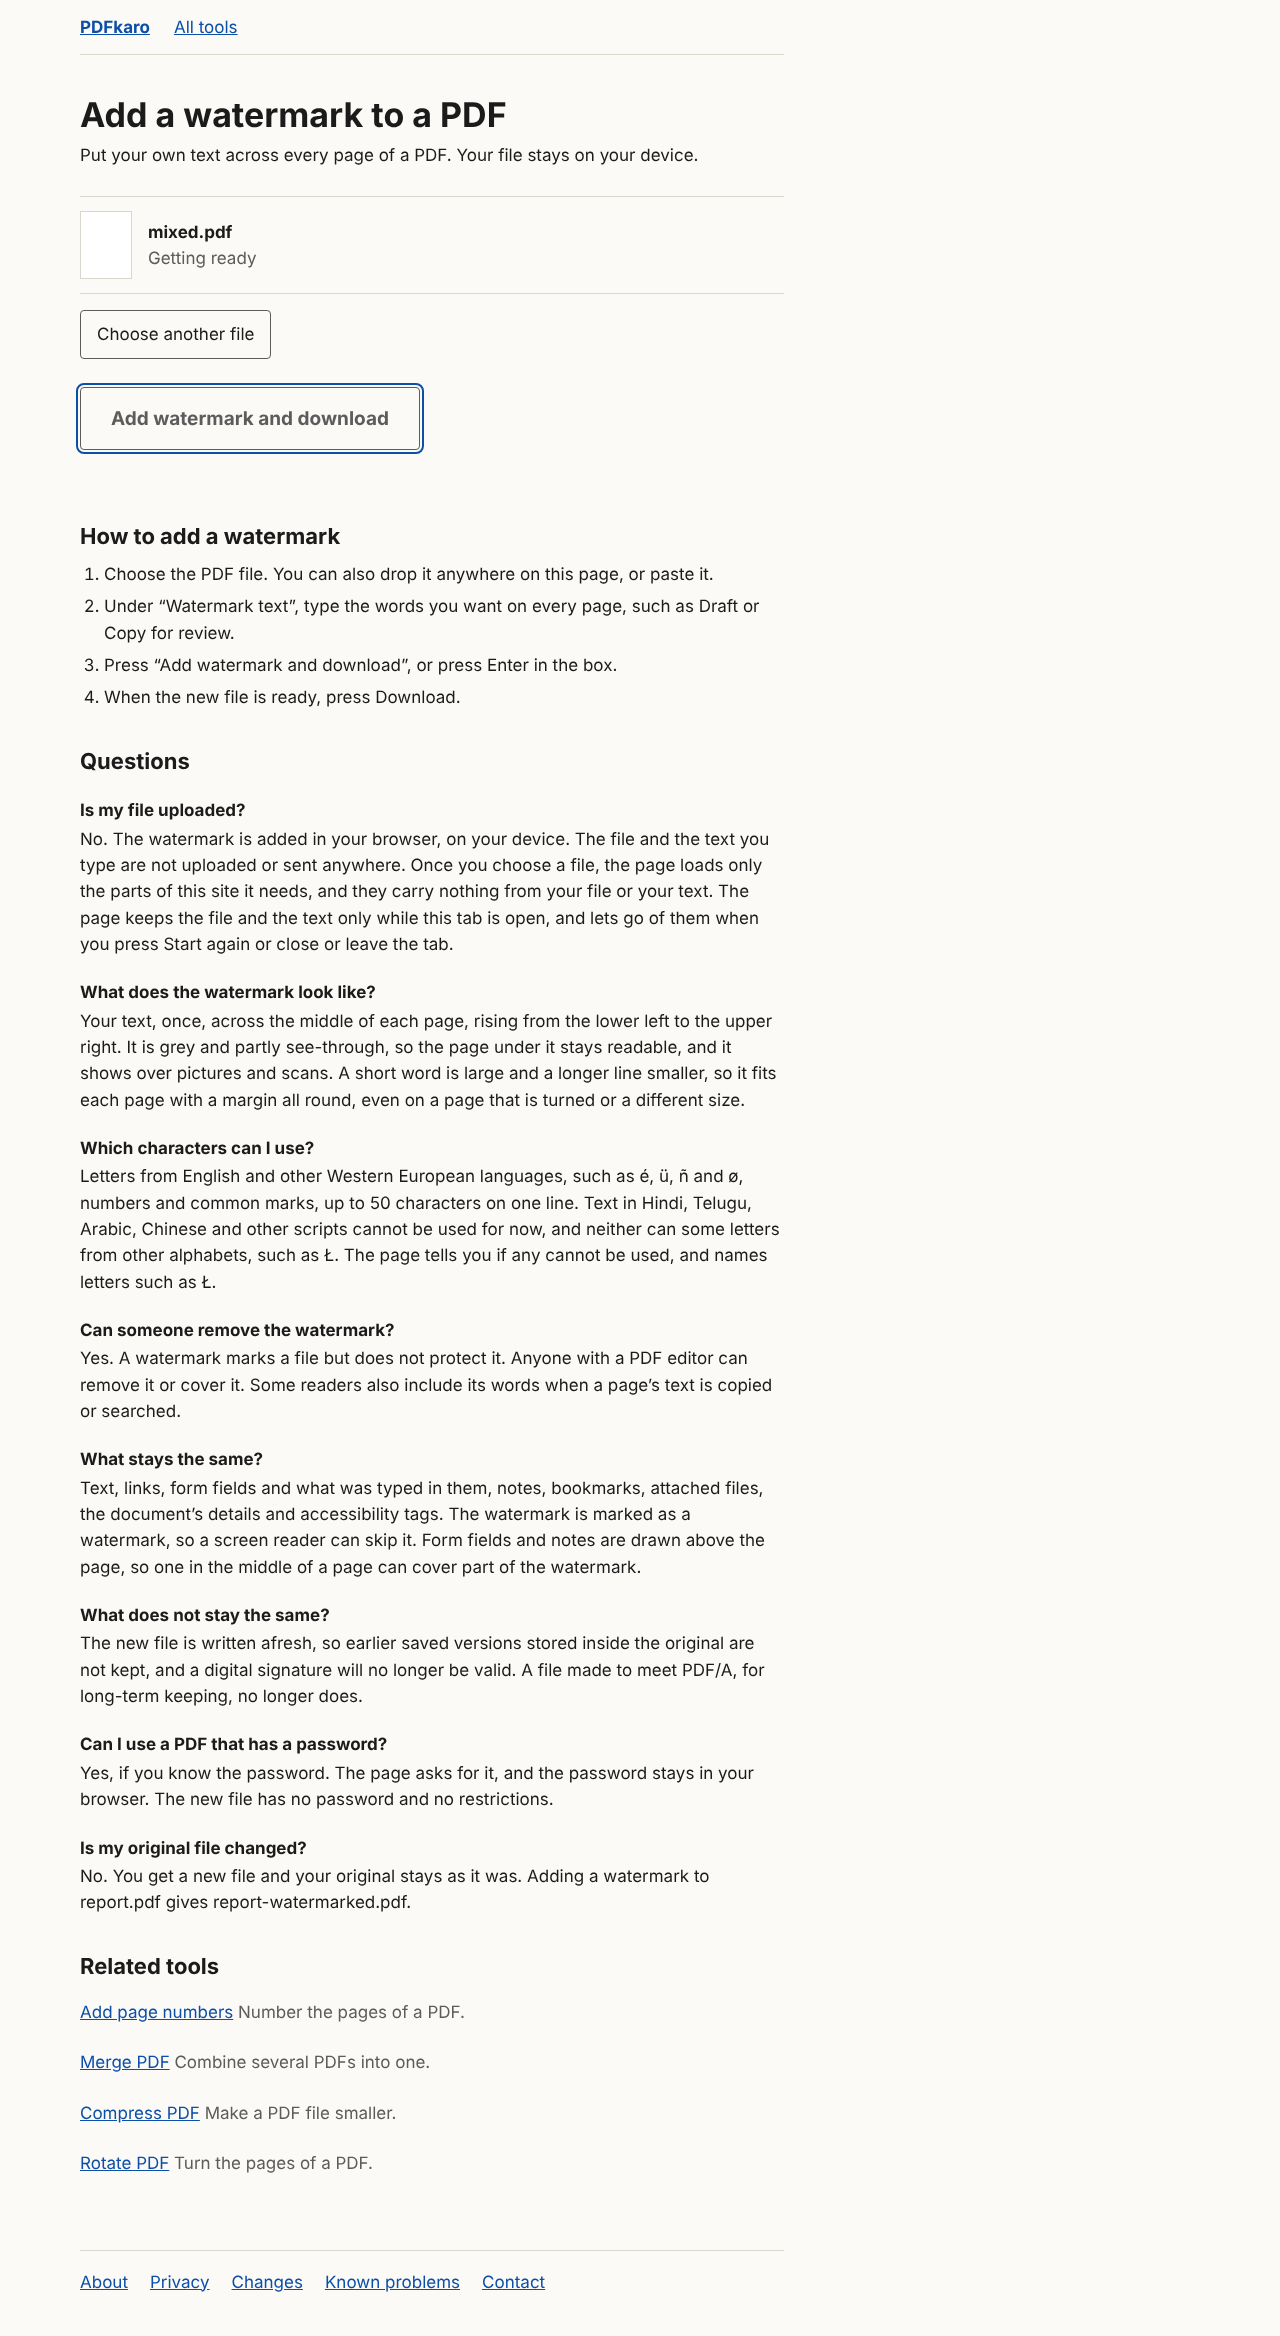 PDFkaro All tools
Add a watermark to a PDF
Put your own text across every page of a PDF. Your file stays on your device.
mixed.pdf
Getting ready
Choose another file
Add watermark and download
How to add a watermark
1. Choose the PDF file. You can also drop it anywhere on this page, or paste it.
2. Under “Watermark text”, type the words you want on every page, such as Draft or
Copy for review.
3. Press “Add watermark and download”, or press Enter in the box.
4. When the new file is ready, press Download.
Questions
Is my file uploaded?
No. The watermark is added in your browser, on your device. The file and the text you
type are not uploaded or sent anywhere. Once you choose a file, the page loads only
the parts of this site it needs, and they carry nothing from your file or your text. The
page keeps the file and the text only while this tab is open, and lets go of them when
you press Start again or close or leave the tab.
What does the watermark look like?
Your text, once, across the middle of each page, rising from the lower left to the upper
right. It is grey and partly see-through, so the page under it stays readable, and it
shows over pictures and scans. A short word is large and a longer line smaller, so it fits
each page with a margin all round, even on a page that is turned or a different size.
Which characters can I use?
Letters from English and other Western European languages, such as é, ü, ñ and ø,
numbers and common marks, up to 50 characters on one line. Text in Hindi, Telugu,
Arabic, Chinese and other scripts cannot be used for now, and neither can some letters
from other alphabets, such as Ł. The page tells you if any cannot be used, and names
letters such as Ł.
Can someone remove the watermark?
Yes. A watermark marks a file but does not protect it. Anyone with a PDF editor can
remove it or cover it. Some readers also include its words when a page’s text is copied
or searched.
What stays the same?
Text, links, form fields and what was typed in them, notes, bookmarks, attached files,
the document’s details and accessibility tags. The watermark is marked as a
watermark, so a screen reader can skip it. Form fields and notes are drawn above the
page, so one in the middle of a page can cover part of the watermark.
What does not stay the same?
The new file is written afresh, so earlier saved versions stored inside the original are
not kept, and a digital signature will no longer be valid. A file made to meet PDF/A, for
long-term keeping, no longer does.
Can I use a PDF that has a password?
Yes, if you know the password. The page asks for it, and the password stays in your
browser. The new file has no password and no restrictions.
Is my original file changed?
No. You get a new file and your original stays as it was. Adding a watermark to
report.pdf gives report-watermarked.pdf.
Related tools
Add page numbers Number the pages of a PDF.
Merge PDF Combine several PDFs into one.
Compress PDF Make a PDF file smaller.
Rotate PDF Turn the pages of a PDF.
About Privacy Changes Known problems Contact